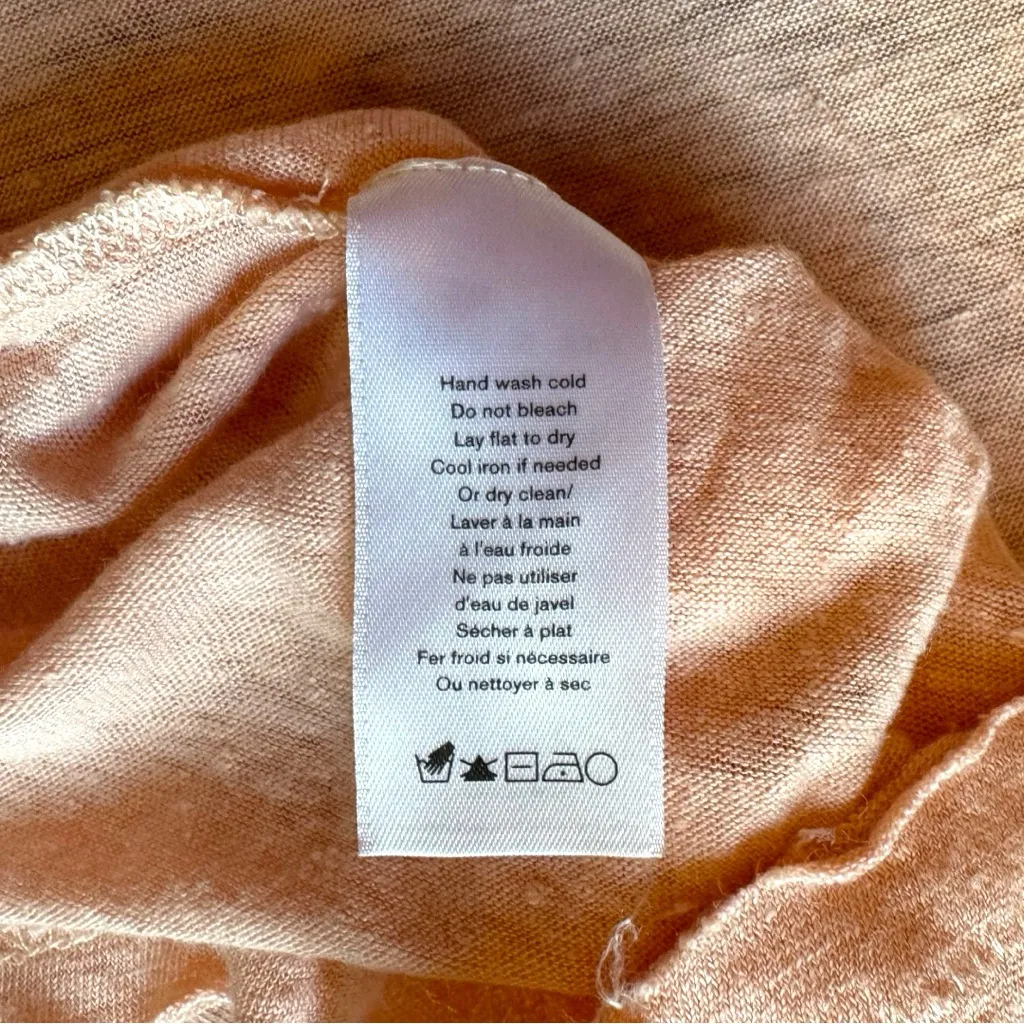 Hand wash cold
Do not bleach
Lay flat to dry
Cool iron if needed
Or dry clean/
Laver à la main
à l'eau froide
Ne pas utiliser
d'eau de javel
Sécher à plat
Fer froid si nécessaire
Ou nettoyer à sec